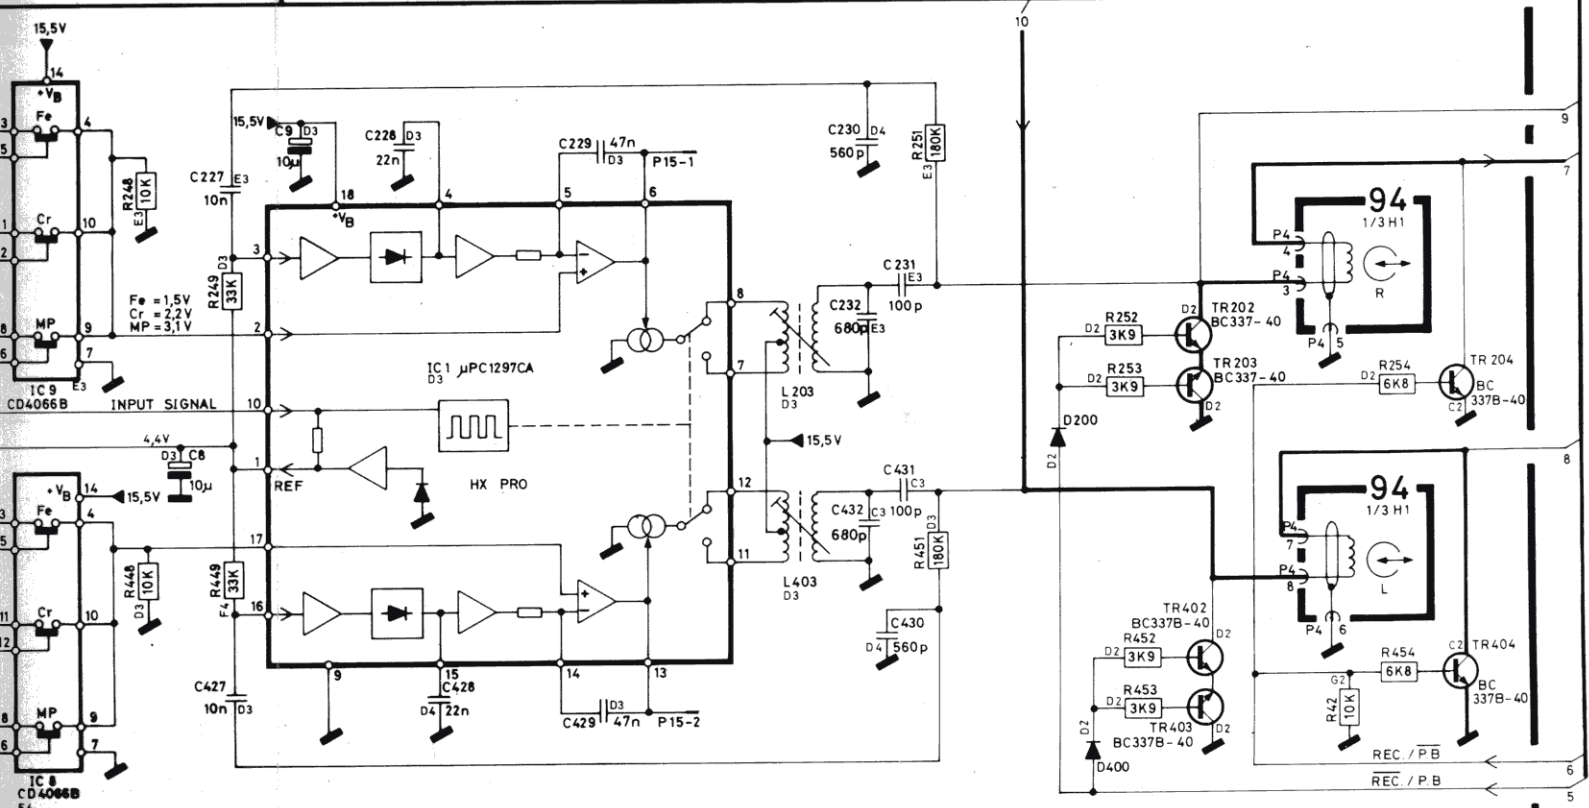 15,5V
14
+VB
Fe
3
4
5
R248
10K
E3
Cr
1
10
2
Fe = 1,5V
Cr = 2,2V
MP = 3,1V
MP
8
9
6
7
IC 9
E3
CD4066B
INPUT SIGNAL
4,4V
D3
C8
10µ
+VB
14
15,5V
Fe
3
4
5
R448
10K
D3
Cr
11
10
12
MP
8
9
6
7
IC 8
CD4066B
C227
E3
10n
15,5V
C9
D3
10µ
C228
D3
22n
C229
47n
D3
P15-1
18
+VB
4
5
6
3
D3
R249
33K
2
10
1
REF
17
R449
33K
F4
16
IC1 µPC1297CA
D3
HX PRO
8
7
12
11
9
15
14
13
C427
10n
D3
C428
D4
22n
C429
D3
47n
P15-2
L203
D3
15,5V
L403
D3
C230
D4
560p
R251
180K
E3
C231
E3
100p
C232
680p
E3
C431
C3
100p
C432
C3
680p
D3
R451
180K
C430
D4
560p
10
9
7
94
1/3 H1
P4
4
P4
3
R
P4
5
D2
TR202
BC337-40
R252
D2
3K9
TR203
BC337-40
R253
D2
3K9
D2
D200
D2
R254
D2
6K8
TR204
BC
337B-40
C2
8
94
1/3 H1
P4
7
P4
8
L
P4
6
TR402
BC337B-40
D2
R452
D2
3K9
R453
D2
3K9
TR403
BC337B-40
D2
D2
D400
R454
6K8
C2
TR404
BC
337B-40
G2
R42
10K
REC./P.B
6
REC./P.B
5